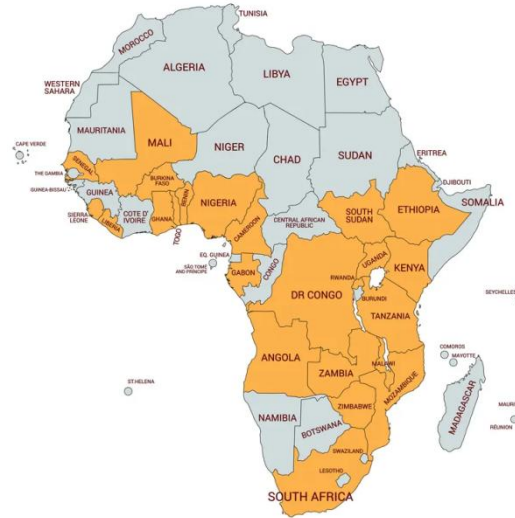 TUNISIA
MOROCCO
ALGERIA
LIBYA
EGYPT
WESTERN
SAHARA
MAURITANIA
MALI
NIGER
CHAD
SUDAN
ERITREA
CAPE VERDE
SENEGAL
THE GAMBIA
GUINEA-BISSAU
GUINEA
BURKINA
FASO
BENIN
NIGERIA
DJIBOUTI
SOMALIA
SIERRA
LEONE
LIBERIA
COTE D'
IVOIRE
GHANA
TOGO
CAMEROON
CENTRAL AFRICAN
REPUBLIC
SOUTH
SUDAN
ETHIOPIA
EQ. GUINEA
SÃO TOME
AND PRINCIPE
GABON
CONGO
DR CONGO
UGANDA
KENYA
RWANDA
BURUNDI
TANZANIA
SEYCHELLE
COMOROS
MAYOTTE
ANGOLA
ZAMBIA
MALAWI
MOZAMBIQUE
ST.HELENA
NAMIBIA
BOTSWANA
ZIMBABWE
MADAGASCAR
MAURI
RÉUNION
SWAZILAND
LESOTHO
SOUTH AFRICA